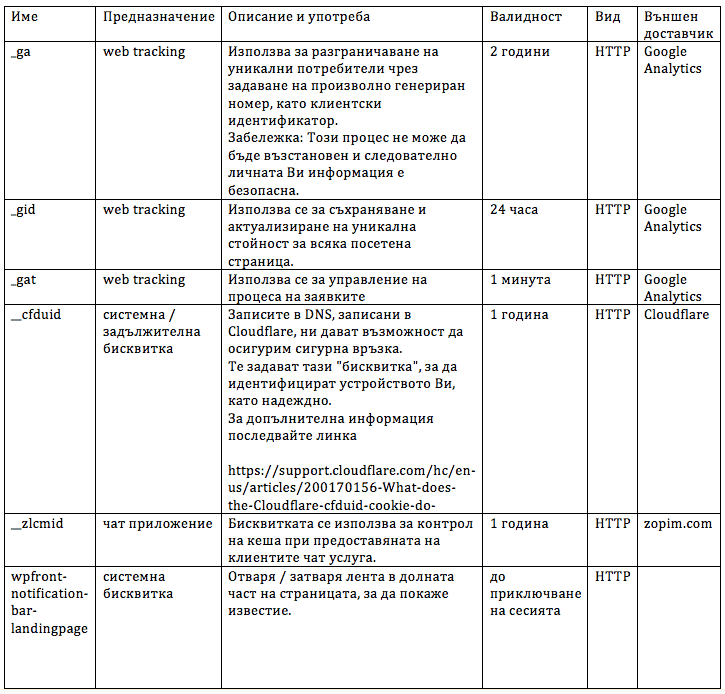 Име
Предназначение
Описание и употреба
Валидност
Вид
Външен
доставчик
_ga
web tracking
Използва за разграничаване на
уникални потребители чрез
задаване на произволно генериран
номер, като клиентски
идентификатор.
Забележка: Този процес не може да
бъде възстановен и следователно
личната Ви информация е
безопасна.
2 години
HTTP
Google
Analytics
_gid
web tracking
Използва се за съхраняване и
актуализиране на уникална
стойност за всяка посетена
страница.
24 часа
HTTP
Google
Analytics
_gat
web tracking
Използва се за управление на
процеса на заявките
1 минута
HTTP
Google
Analytics
__cfduid
системна /
задължителна
бисквитка
Записите в DNS, записани в
Cloudflare, ни дават възможност да
осигурим сигурна връзка.
Те задават тази "бисквитка", за да
идентифицират устройството Ви,
като надеждно.
За допълнителна информация
последвайте линка
https://support.cloudflare.com/hc/en-
us/articles/200170156-What-does-
the-Cloudflare-cfduid-cookie-do-
1 година
HTTP
Cloudflare
__zlcmid
чат приложение
Бисквитката се използва за контрол
на кеша при предоставяната на
клиентите чат услуга.
1 година
HTTP
zopim.com
wpfront-
notification-
bar-
landingpage
системна
бисквитка
Отваря / затваря лента в долната
част на страницата, за да покаже
известие.
до
приключване
на сесията
HTTP